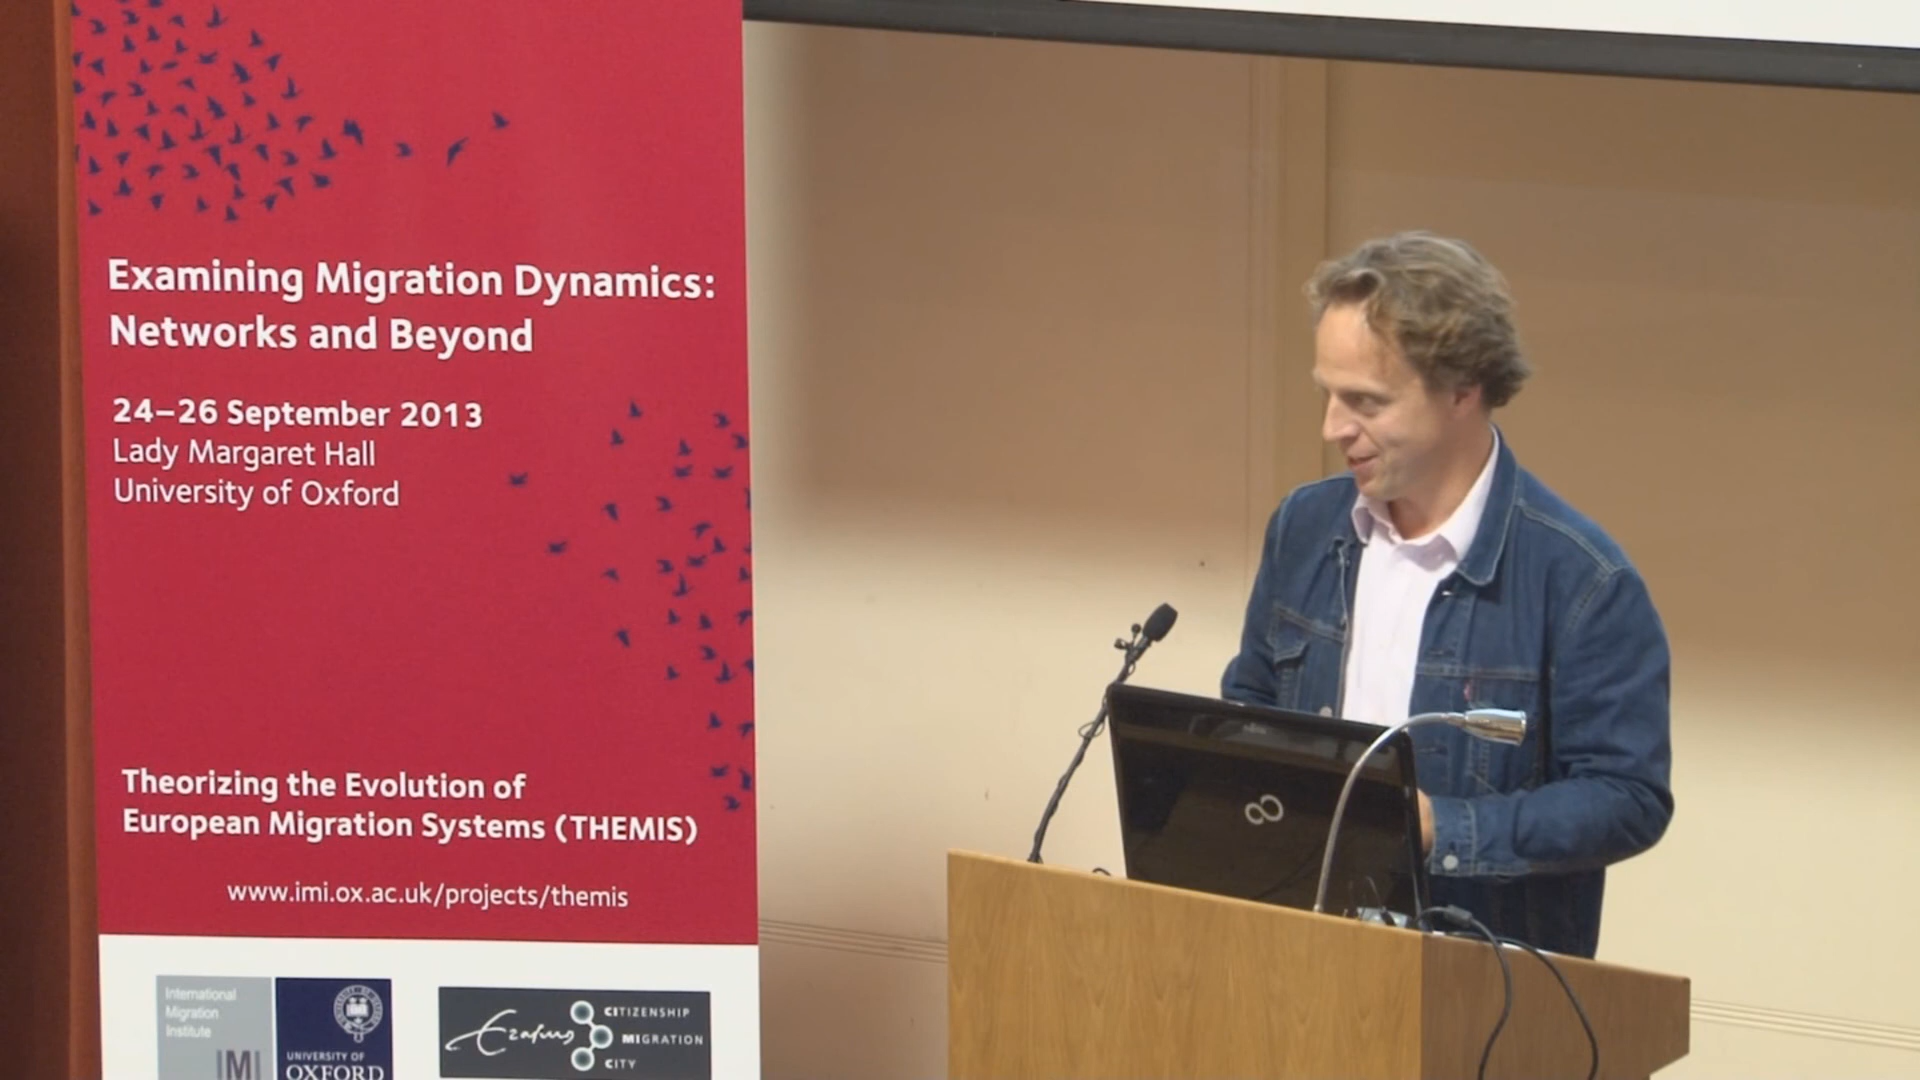 Examining Migration Dynamics:
Networks and Beyond
24–26 September 2013
Lady Margaret Hall
University of Oxford
Theorizing the Evolution of
European Migration Systems (THEMIS)
www.imi.ox.ac.uk/projects/themis
International
Migration
Institute
IMI
UNIVERSITY OF
OXFORD
Erasmus
CITIZENSHIP
MIGRATION
CITY